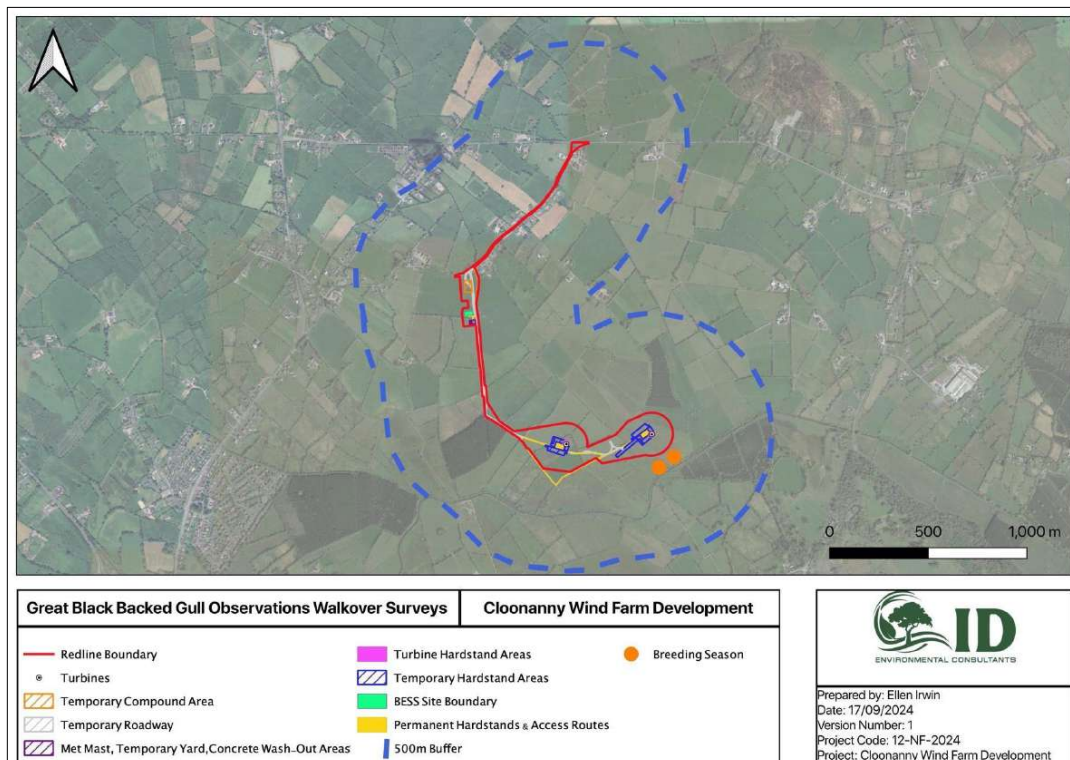 0 500 1,000 m
Great Black Backed Gull Observations Walkover Surveys
Cloonanny Wind Farm Development
Redline Boundary
Turbines
Temporary Compound Area
Temporary Roadway
Met Mast, Temporary Yard,Concrete Wash-Out Areas
Turbine Hardstand Areas
Temporary Hardstand Areas
BESS Site Boundary
Permanent Hardstands & Access Routes
500m Buffer
Breeding Season
ID
ENVIRONMENTAL CONSULTANTS
Prepared by: Ellen Irwin
Date: 17/09/2024
Version Number: 1
Project Code: 12-NF-2024
Project: Cloonanny Wind Farm Development